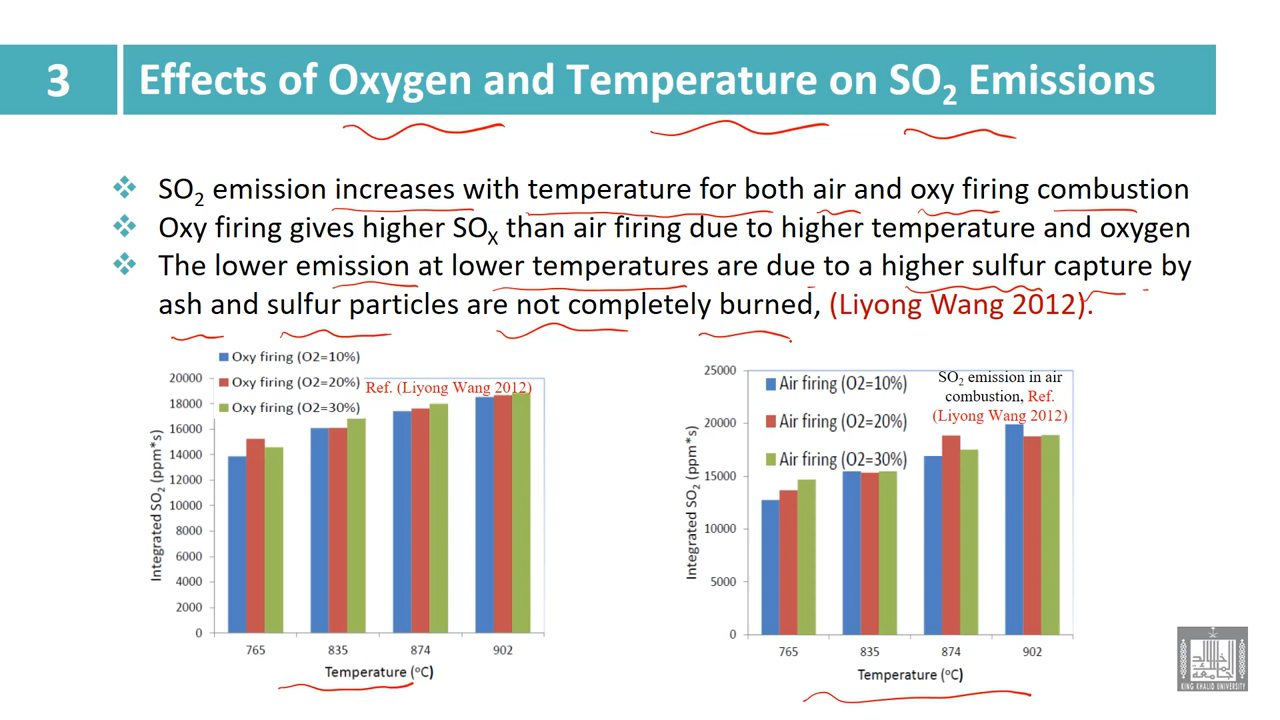 3
Effects of Oxygen and Temperature on SO₂ Emissions
❖ SO₂ emission increases with temperature for both air and oxy firing combustion
❖ Oxy firing gives higher SOX than air firing due to higher temperature and oxygen
❖ The lower emission at lower temperatures are due to a higher sulfur capture by
ash and sulfur particles are not completely burned, (Liyong Wang 2012).
Oxy firing (O2=10%)
Oxy firing (O2=20%)
Oxy firing (O2=30%)
Ref. (Liyong Wang 2012)
Integrated SO₂ (ppm*s)
20000
18000
16000
14000
12000
10000
8000
6000
4000
2000
0
765 835 874 902
Temperature (ºC)
Air firing (O2=10%)
Air firing (O2=20%)
Air firing (O2=30%)
SO₂ emission in air
combustion, Ref.
(Liyong Wang 2012)
Integrated SO₂ (ppm*s)
25000
20000
15000
10000
5000
0
765 835 874 902
Temperature (ºC)
KING KHALID UNIVERSITY